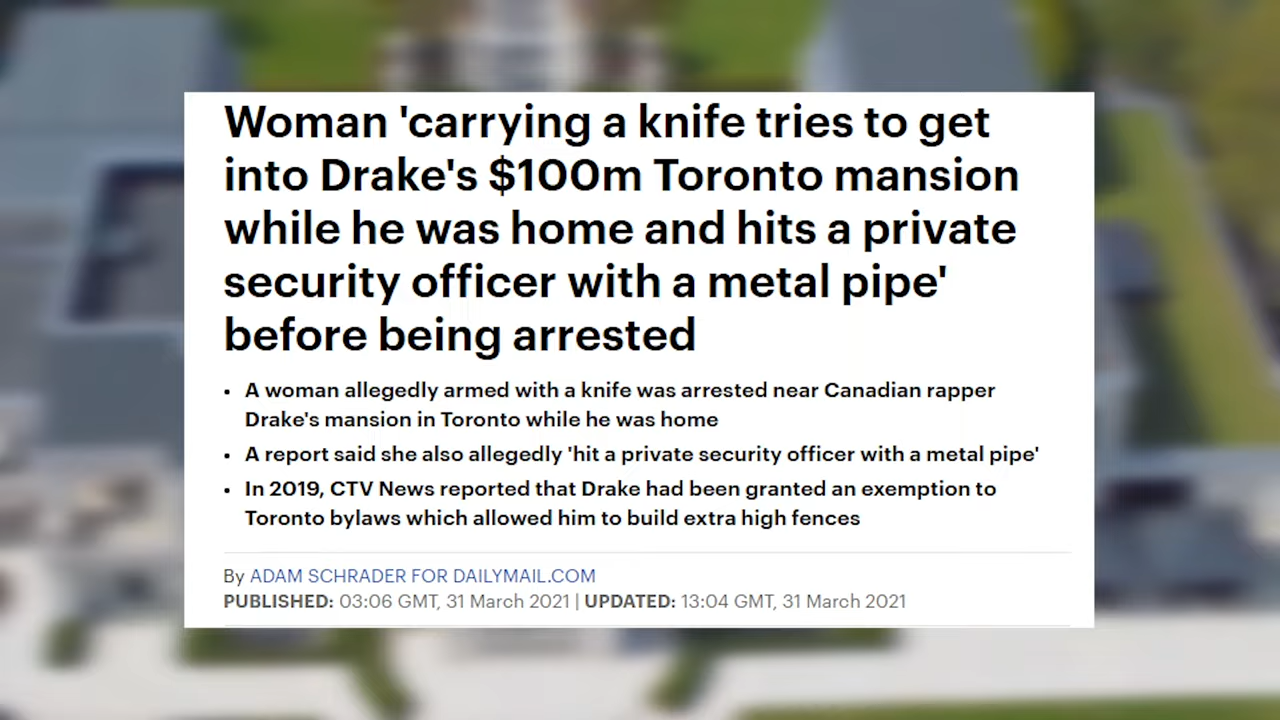 Woman 'carrying a knife tries to get
into Drake's $100m Toronto mansion
while he was home and hits a private
security officer with a metal pipe'
before being arrested
• A woman allegedly armed with a knife was arrested near Canadian rapper
Drake's mansion in Toronto while he was home
• A report said she also allegedly 'hit a private security officer with a metal pipe'
• In 2019, CTV News reported that Drake had been granted an exemption to
Toronto bylaws which allowed him to build extra high fences
By ADAM SCHRADER FOR DAILYMAIL.COM
PUBLISHED: 03:06 GMT, 31 March 2021 | UPDATED: 13:04 GMT, 31 March 2021